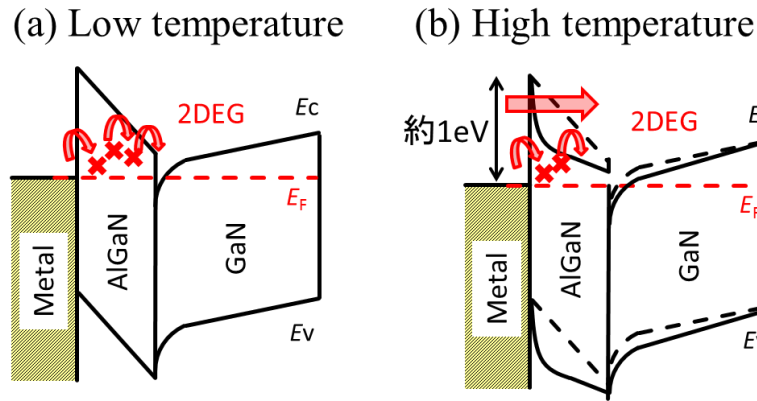 (a) Low temperature
2DEG
Ec
EF
Metal
AlGaN
GaN
Ev
(b) High temperature
約1eV
2DEG
E
EF
Metal
AlGaN
GaN
E